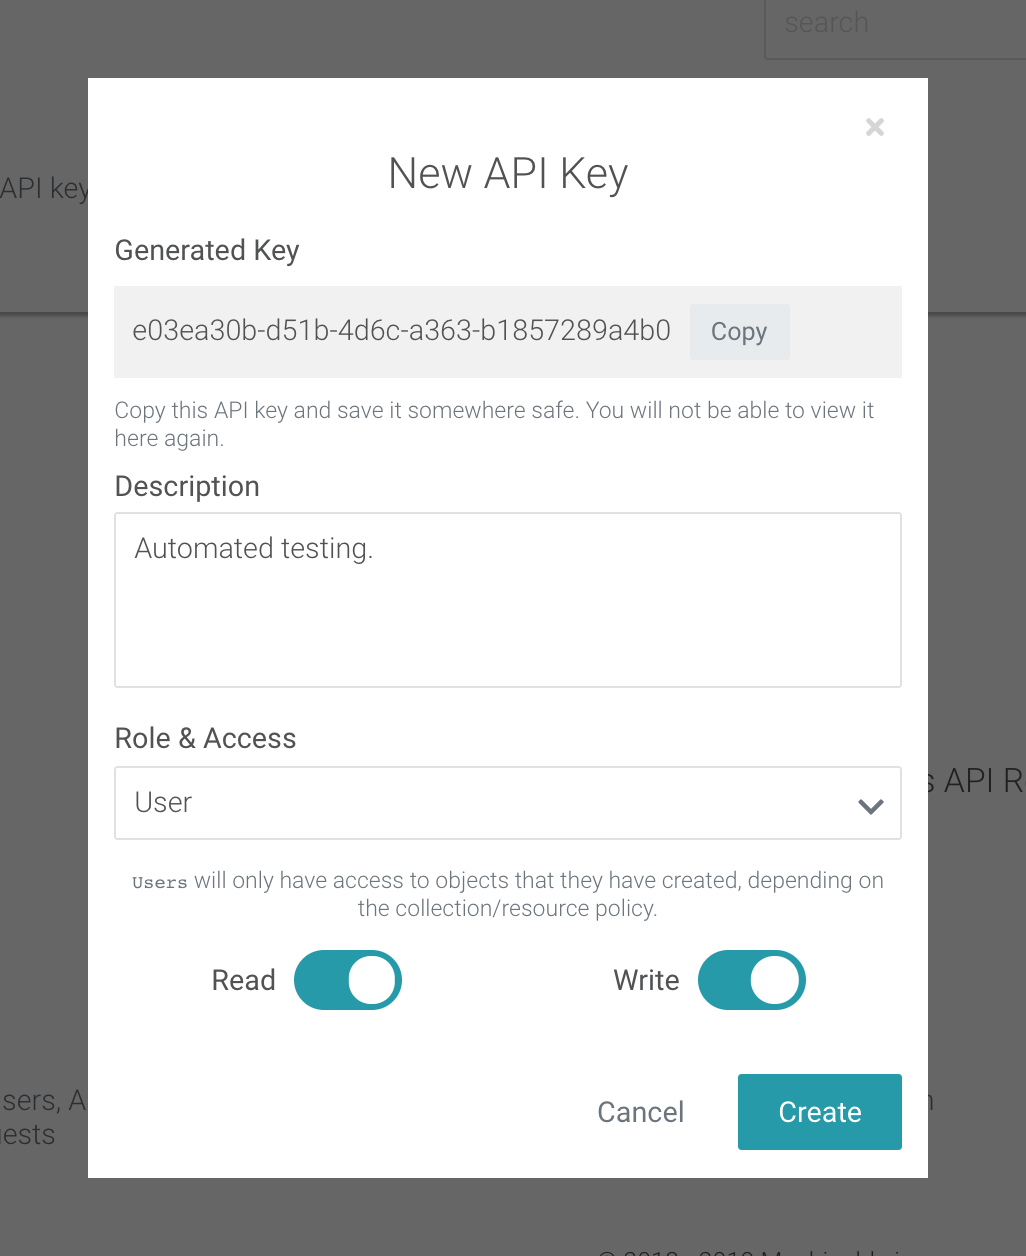 search
API key
×
New API Key
Generated Key
e03ea30b-d51b-4d6c-a363-b1857289a4b0 Copy
Copy this API key and save it somewhere safe. You will not be able to view it
here again.
Description
Automated testing.
Role & Access
User
s API R
Users will only have access to objects that they have created, depending on
the collection/resource policy.
Read Write
sers, A
uests
Cancel Create